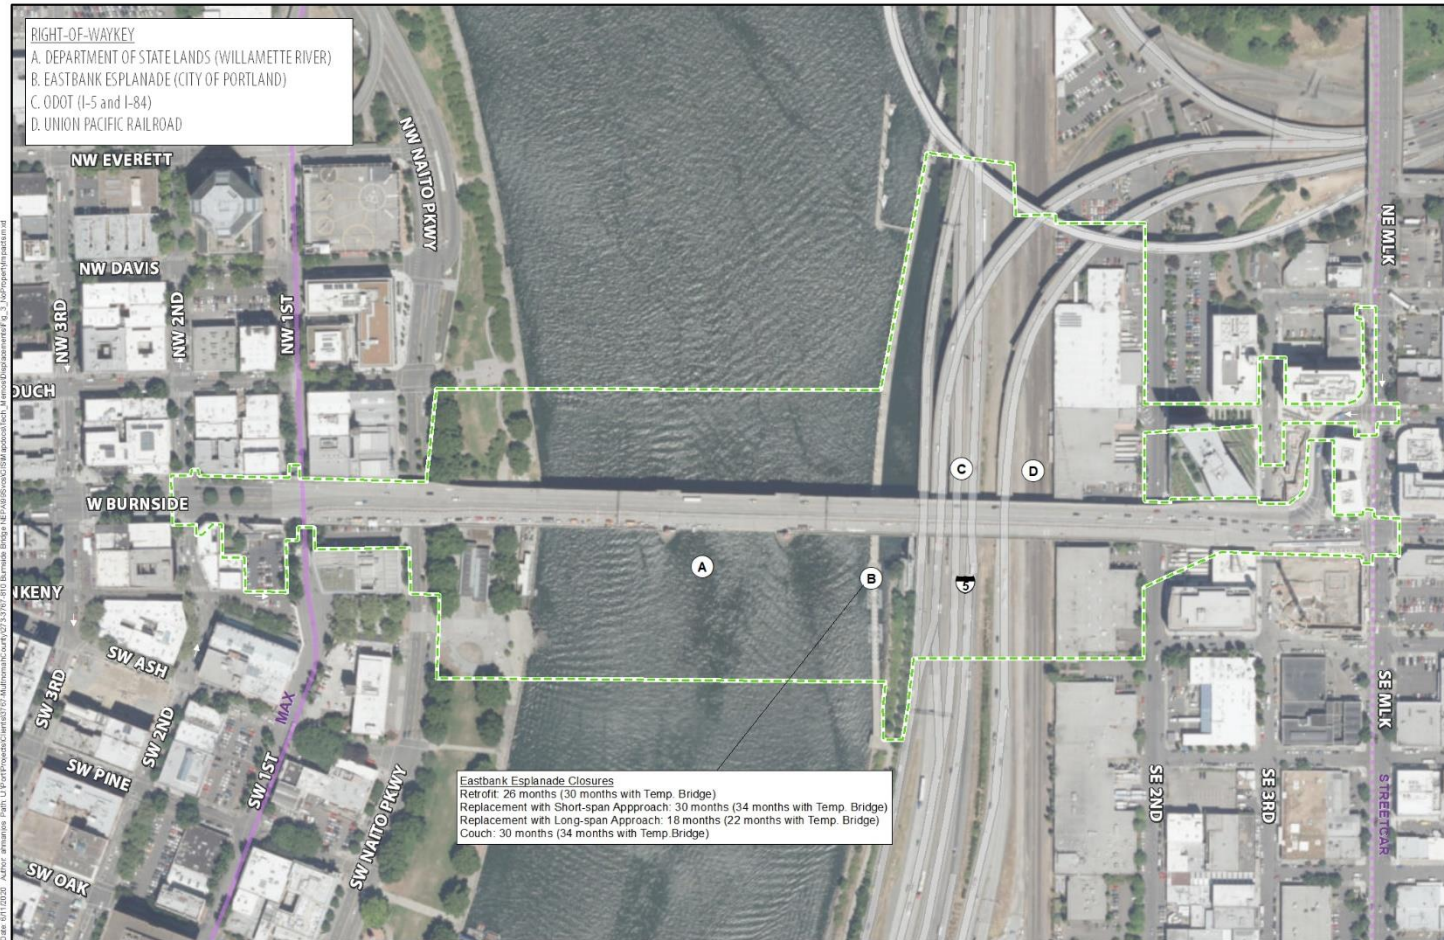 RIGHT-OF-WAYKEY
A. DEPARTMENT OF STATE LANDS (WILLAMETTE RIVER)
B. EASTBANK ESPLANADE (CITY OF PORTLAND)
C. ODOT (I-5 and I-84)
D. UNION PACIFIC RAILROAD
NW EVERETT
NW NAITO PKWY
NE MLK
NW DAVIS
NW 3RD
NW 2ND
NW 1ST
OUCH
W BURNSIDE
C
D
A
B
5
NKENY
SW ASH
SW 3RD
SW 2ND
MAX
SW 1ST
SW PINE
SW OAK
SW NAITO PKWY
SE MLK
STREETCAR
SE 2ND
SE 3RD
Eastbank Esplanade Closures
Retrofit: 26 months (30 months with Temp. Bridge)
Replacement with Short-span Appproach: 30 months (34 months with Temp. Bridge)
Replacement with Long-span Approach: 18 months (22 months with Temp. Bridge)
Couch: 30 months (34 months with Temp.Bridge)
Date: 6/11/2020